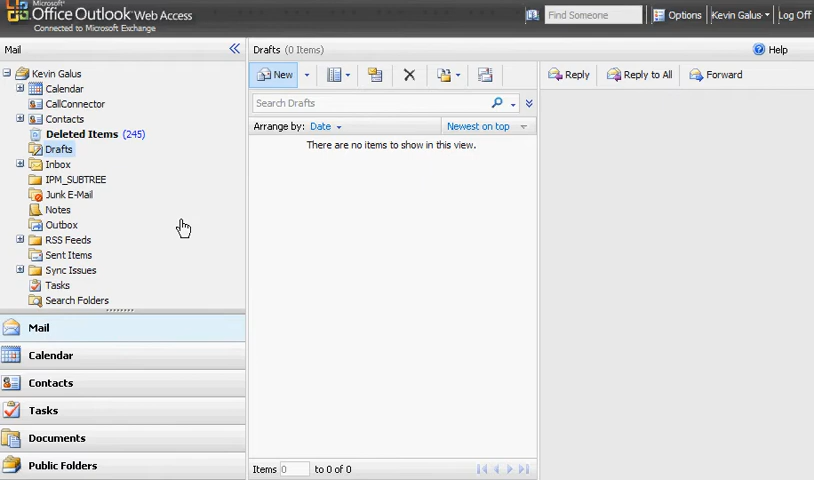 Microsoft
Office Outlook Web Access
Connected to Microsoft Exchange
Find Someone
Options
Kevin Galus
Log Off
Mail
Drafts (0 Items)
Help
Kevin Galus
Calendar
CallConnector
Contacts
Deleted Items (245)
Drafts
Inbox
IPM_SUBTREE
Junk E-Mail
Notes
Outbox
RSS Feeds
Sent Items
Sync Issues
Tasks
Search Folders
Mail
Calendar
Contacts
Tasks
Documents
Public Folders
New
Search Drafts
Arrange by: Date
Newest on top
There are no items to show in this view.
Items 0 to 0 of 0
Reply
Reply to All
Forward